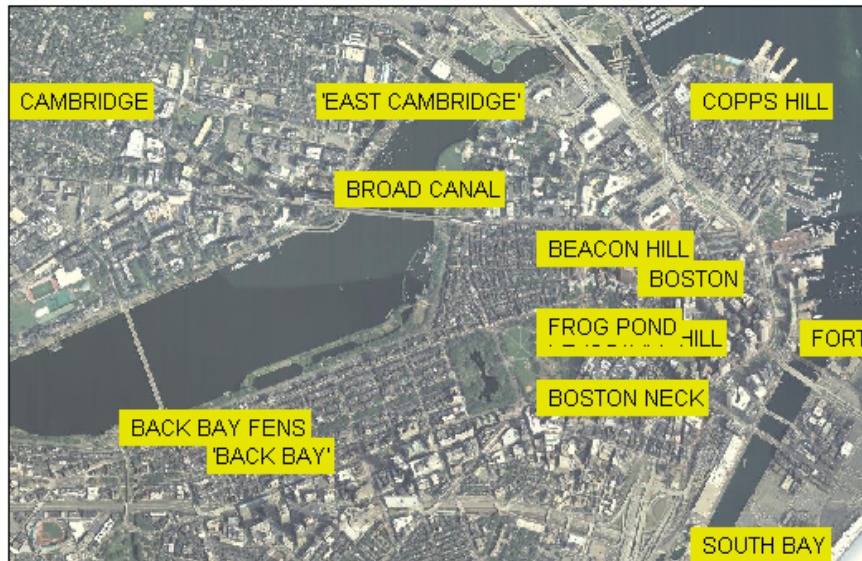 CAMBRIDGE
'EAST CAMBRIDGE'
COPPS HILL
BROAD CANAL
BEACON HILL
BOSTON
FROG POND
HILL
FORT
BOSTON NECK
BACK BAY FENS
'BACK BAY'
SOUTH BAY